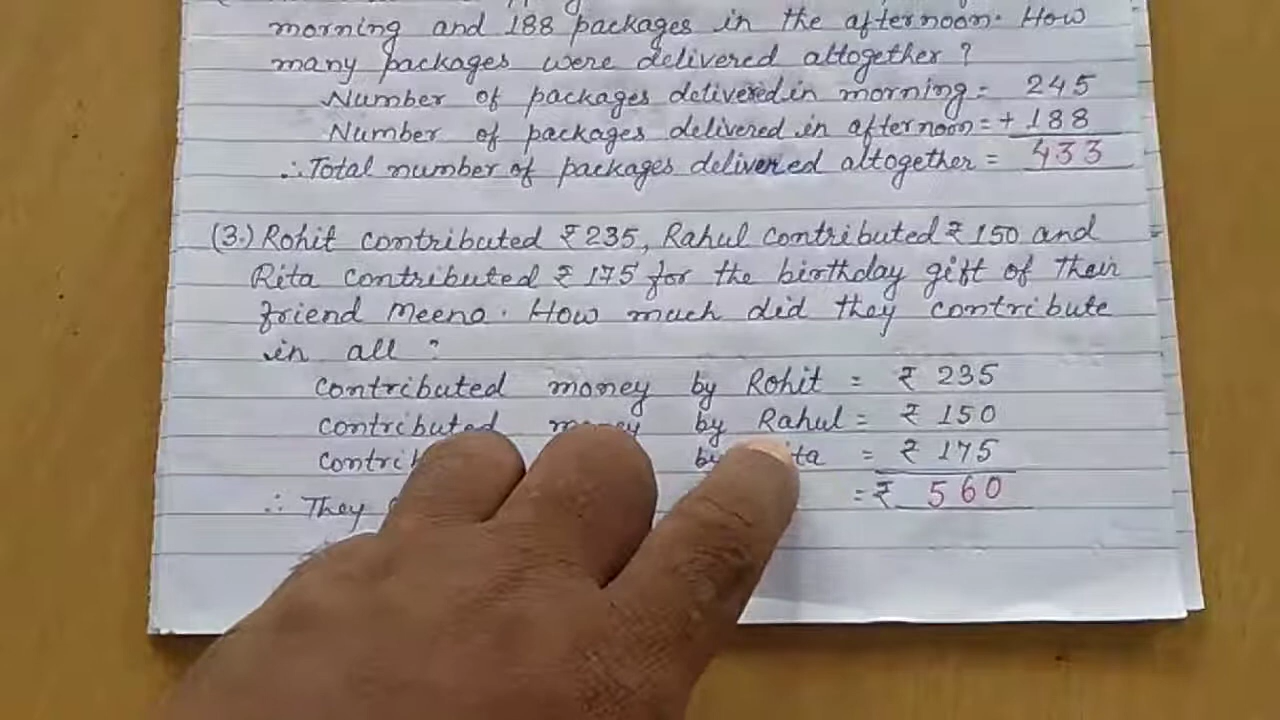 morning and 188 packages in the afternoon. How
many packages were delivered altogether ?
Number of packages delivered in morning = 245
Number of packages delivered in afternoon = + 188
∴ Total number of packages delivered altogether = 433
(3.) Rohit contributed ₹ 235, Rahul contributed ₹ 150 and
Rita contributed ₹ 175 for the birthday gift of their
friend Meena. How much did they contribute
in all ?
contributed money by Rohit = ₹ 235
contributed money by Rahul = ₹ 150
by = ₹ 175
∴ They = ₹ 560